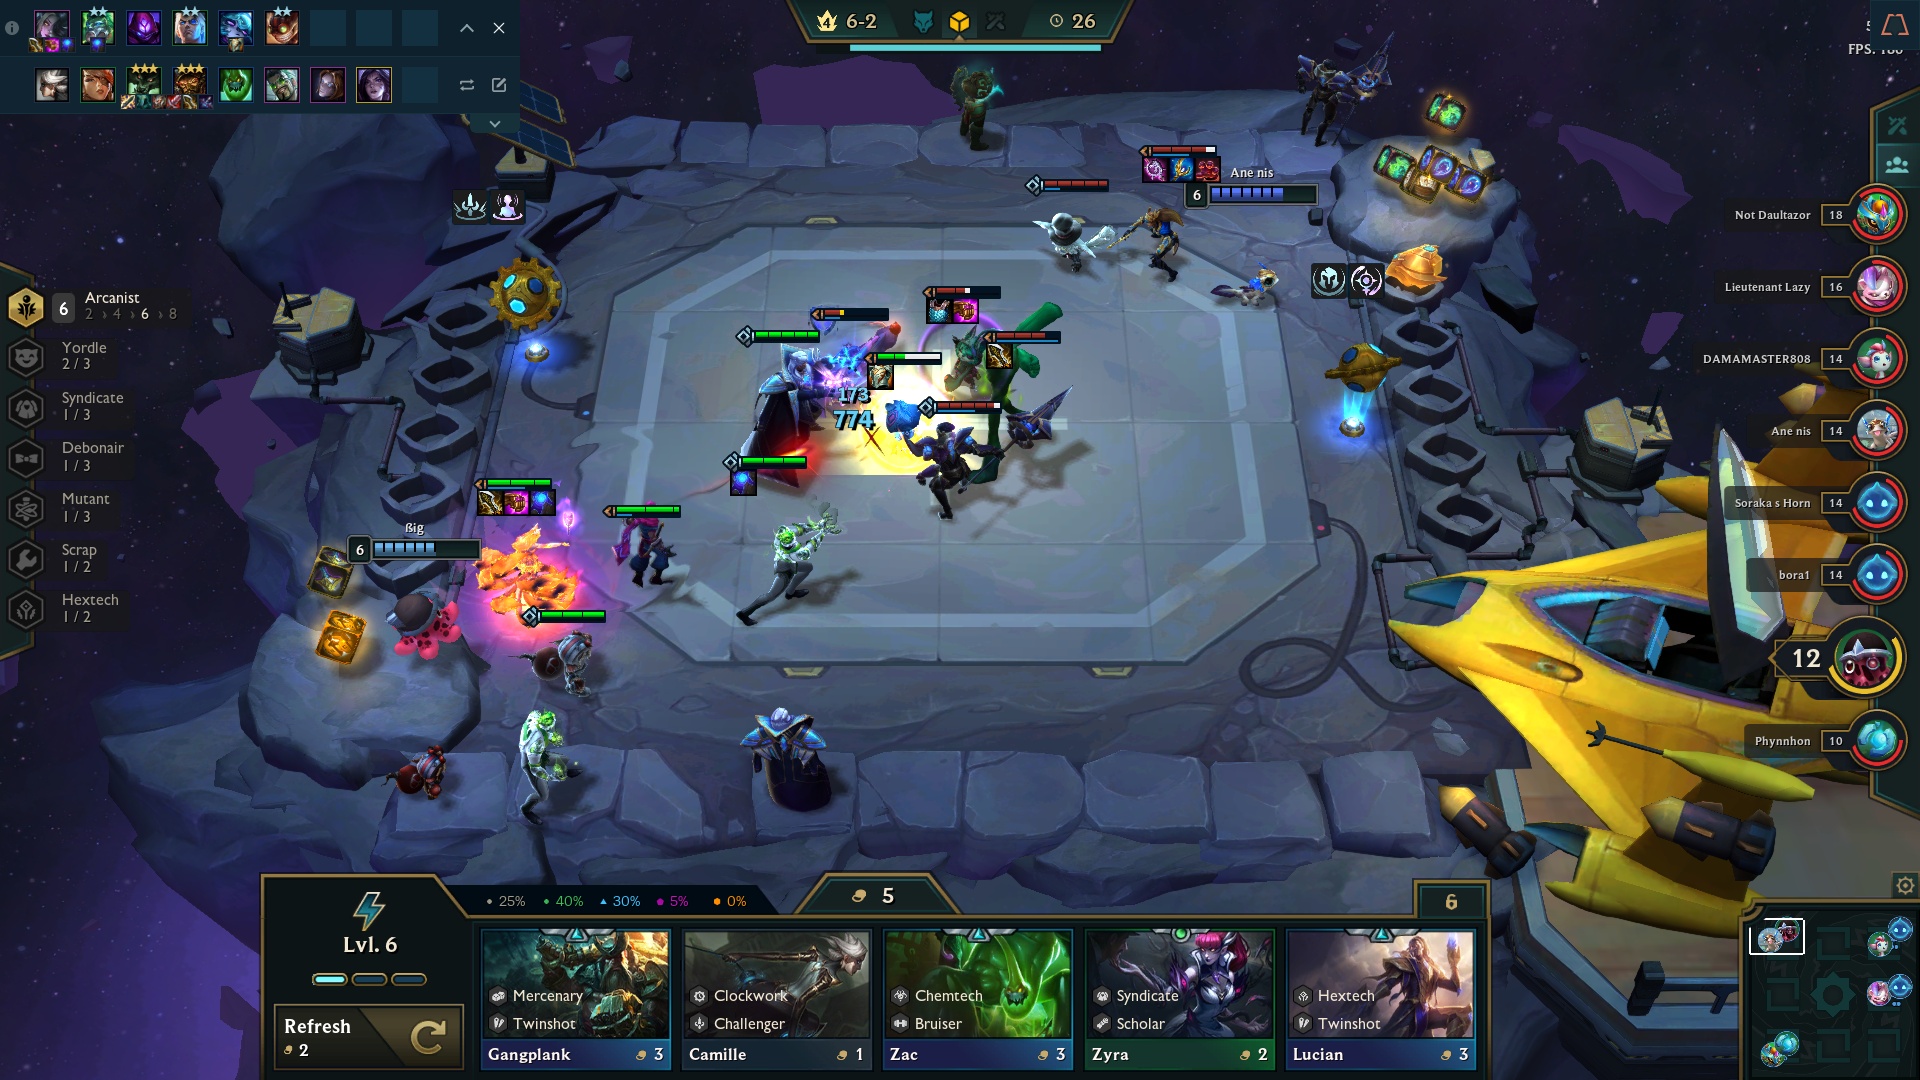 6-2
26
FPS: 180
Ane nis
6
Not Daultazor 18
Lieutenant Lazy 16
DAMAMASTER808 14
Ane nis 14
Soraka s Horn 14
bora1 14
12
Phynnhon 10
6 Arcanist
2 › 4 › 6 › 8
Yordle
2 / 3
Syndicate
1 / 3
Debonair
1 / 3
Mutant
1 / 3
Scrap
1 / 2
Hextech
1 / 2
173
774
ßig
6
25% 40% 30% 5% 0%
5
6
Lvl. 6
Refresh
2
Mercenary
Twinshot
Gangplank 3
Clockwork
Challenger
Camille 1
Chemtech
Bruiser
Zac 3
Syndicate
Scholar
Zyra 2
Hextech
Twinshot
Lucian 3